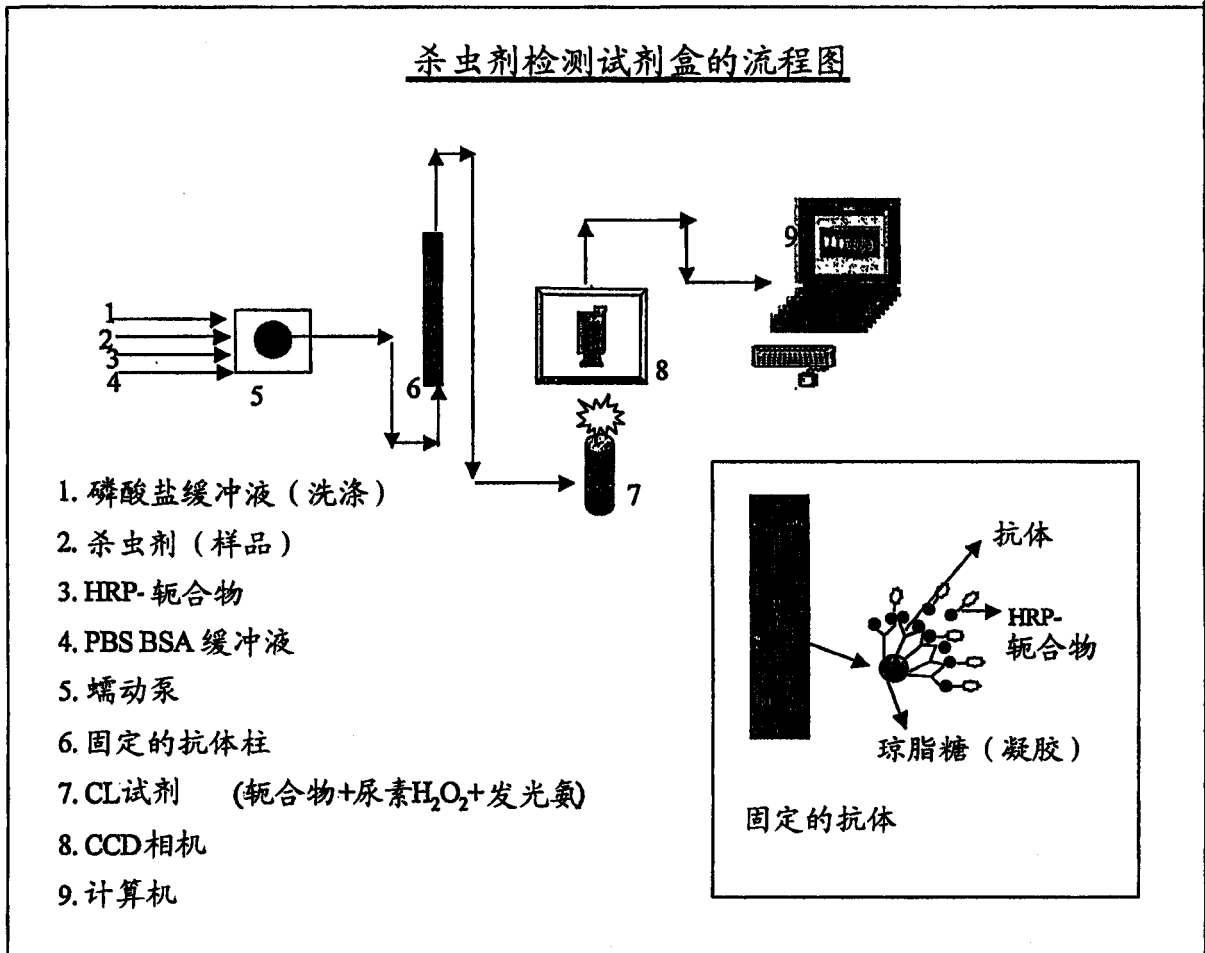 杀虫剂检测试剂盒的流程图
1
2
3
4
5
6
7
8
9
1. 磷酸盐缓冲液（洗涤）
2. 杀虫剂（样品）
3. HRP-轭合物
4. PBS BSA 缓冲液
5. 蠕动泵
6. 固定的抗体柱
7. CL试剂 (轭合物+尿素H₂O₂+发光氨)
8. CCD相机
9. 计算机
抗体
HRP-
轭合物
琼脂糖（凝胶）
固定的抗体